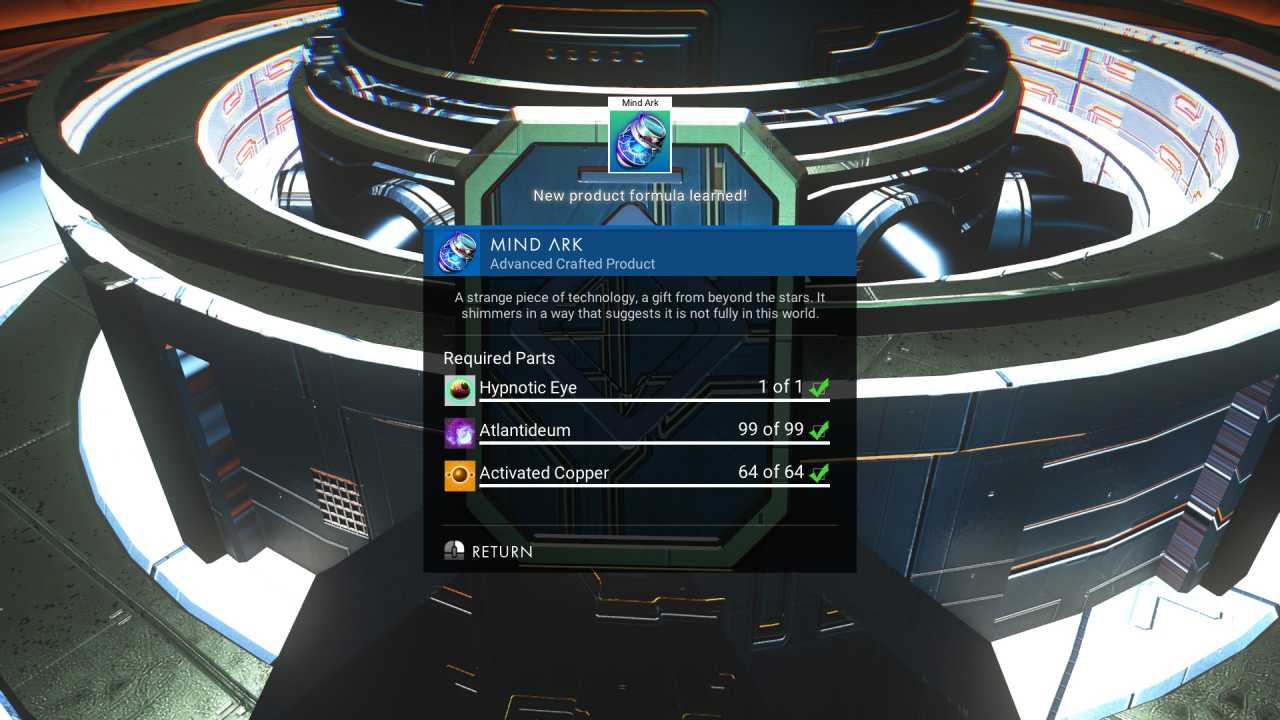 Mind Ark
New product formula learned!
MIND ARK
Advanced Crafted Product
A strange piece of technology, a gift from beyond the stars. It
shimmers in a way that suggests it is not fully in this world.
Required Parts
Hypnotic Eye 1 of 1
Atlantideum 99 of 99
Activated Copper 64 of 64
RETURN